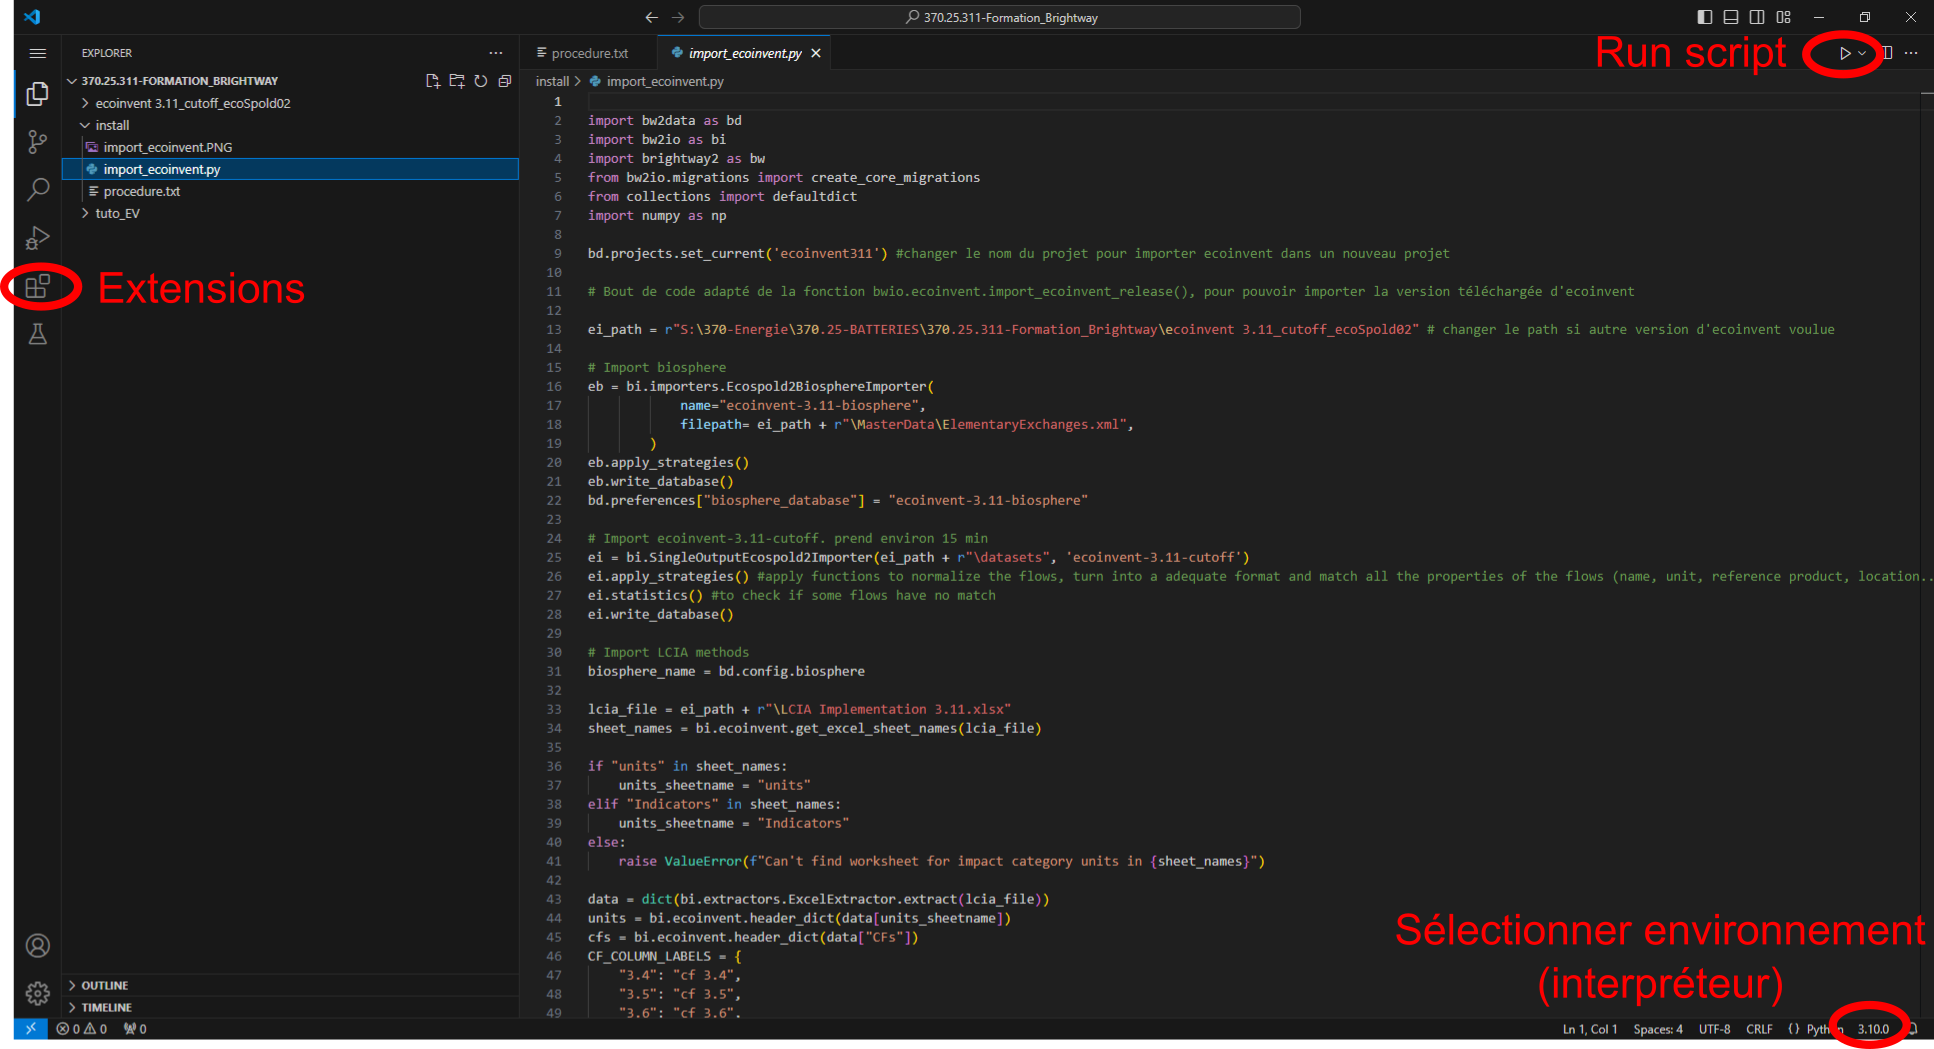 370.25.311-Formation_Brightway
EXPLORER
370.25.311-FORMATION_BRIGHTWAY
ecoinvent 3.11_cutoff_ecoSpold02
install
import_ecoinvent.PNG
import_ecoinvent.py
procedure.txt
tuto_EV
Extensions
OUTLINE
TIMELINE
procedure.txt
import_ecoinvent.py
Run script
install > import_ecoinvent.py
1
2 import bw2data as bd
3 import bw2io as bi
4 import brightway2 as bw
5 from bw2io.migrations import create_core_migrations
6 from collections import defaultdict
7 import numpy as np
8
9 bd.projects.set_current('ecoinvent311') #changer le nom du projet pour importer ecoinvent dans un nouveau projet
10
11 # Bout de code adapté de la fonction bwio.ecoinvent.import_ecoinvent_release(), pour pouvoir importer la version téléchargée d'ecoinvent
12
13 ei_path = r"S:\370-Energie\370.25-BATTERIES\370.25.311-Formation_Brightway\ecoinvent 3.11_cutoff_ecoSpold02" # changer le path si autre version d'ecoinvent voulue
14
15 # Import biosphere
16 eb = bi.importers.Ecospold2BiosphereImporter(
17 name="ecoinvent-3.11-biosphere",
18 filepath= ei_path + r"\MasterData\ElementaryExchanges.xml",
19 )
20 eb.apply_strategies()
21 eb.write_database()
22 bd.preferences["biosphere_database"] = "ecoinvent-3.11-biosphere"
23
24 # Import ecoinvent-3.11-cutoff. prend environ 15 min
25 ei = bi.SingleOutputEcospold2Importer(ei_path + r"\datasets", 'ecoinvent-3.11-cutoff')
26 ei.apply_strategies() #apply functions to normalize the flows, turn into a adequate format and match all the properties of the flows (name, unit, reference product, location..
27 ei.statistics() #to check if some flows have no match
28 ei.write_database()
29
30 # Import LCIA methods
31 biosphere_name = bd.config.biosphere
32
33 lcia_file = ei_path + r"\LCIA Implementation 3.11.xlsx"
34 sheet_names = bi.ecoinvent.get_excel_sheet_names(lcia_file)
35
36 if "units" in sheet_names:
37 units_sheetname = "units"
38 elif "Indicators" in sheet_names:
39 units_sheetname = "Indicators"
40 else:
41 raise ValueError(f"Can't find worksheet for impact category units in {sheet_names}")
42
43 data = dict(bi.extractors.ExcelExtractor.extract(lcia_file))
44 units = bi.ecoinvent.header_dict(data[units_sheetname])
45 cfs = bi.ecoinvent.header_dict(data["CFs"])
46 CF_COLUMN_LABELS = {
47 "3.4": "cf 3.4",
48 "3.5": "cf 3.5",
49 "3.6": "cf 3.6",
Sélectionner environnement
(interpréteur)
0 0 0
Ln 1, Col 1 Spaces: 4 UTF-8 CRLF {} Python 3.10.0